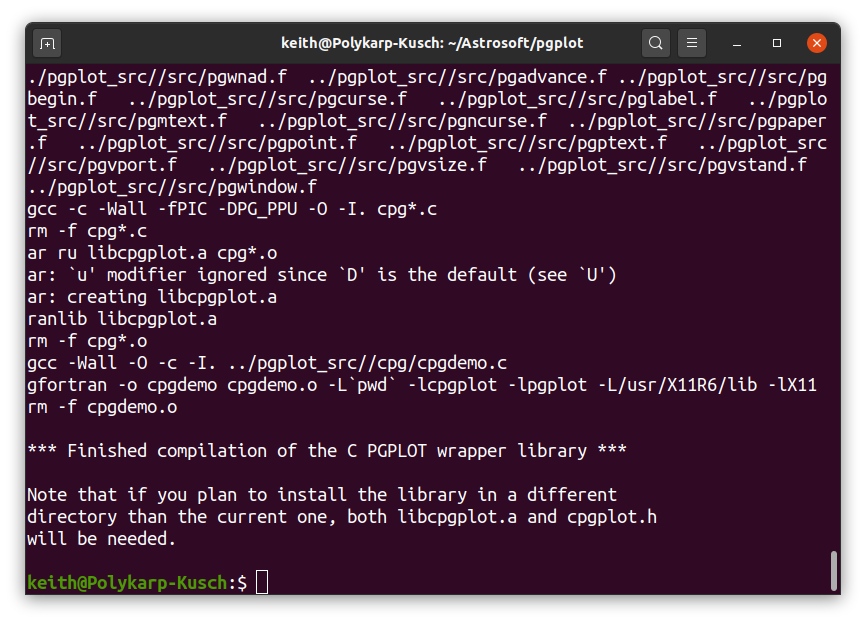 keith@Polykarp-Kusch: ~/Astrosoft/pgplot
./pgplot_src//src/pgwnad.f  ../pgplot_src//src/pgadvance.f ../pgplot_src//src/pg
begin.f   ../pgplot_src//src/pgcurse.f   ../pgplot_src//src/pglabel.f   ../pgplo
t_src//src/pgmtext.f   ../pgplot_src//src/pgncurse.f  ../pgplot_src//src/pgpaper
.f   ../pgplot_src//src/pgpoint.f   ../pgplot_src//src/pgptext.f   ../pgplot_src
//src/pgvport.f   ../pgplot_src//src/pgvsize.f   ../pgplot_src//src/pgvstand.f
../pgplot_src//src/pgwindow.f
gcc -c -Wall -fPIC -DPG_PPU -O -I. cpg*.c
rm -f cpg*.c
ar ru libcpgplot.a cpg*.o
ar: `u' modifier ignored since `D' is the default (see `U')
ar: creating libcpgplot.a
ranlib libcpgplot.a
rm -f cpg*.o
gcc -Wall -O -c -I. ../pgplot_src//cpg/cpgdemo.c
gfortran -o cpgdemo cpgdemo.o -L`pwd` -lcpgplot -lpgplot -L/usr/X11R6/lib -lX11
rm -f cpgdemo.o
*** Finished compilation of the C PGPLOT wrapper library ***
Note that if you plan to install the library in a different
directory than the current one, both libcpgplot.a and cpgplot.h
will be needed.
keith@Polykarp-Kusch:$